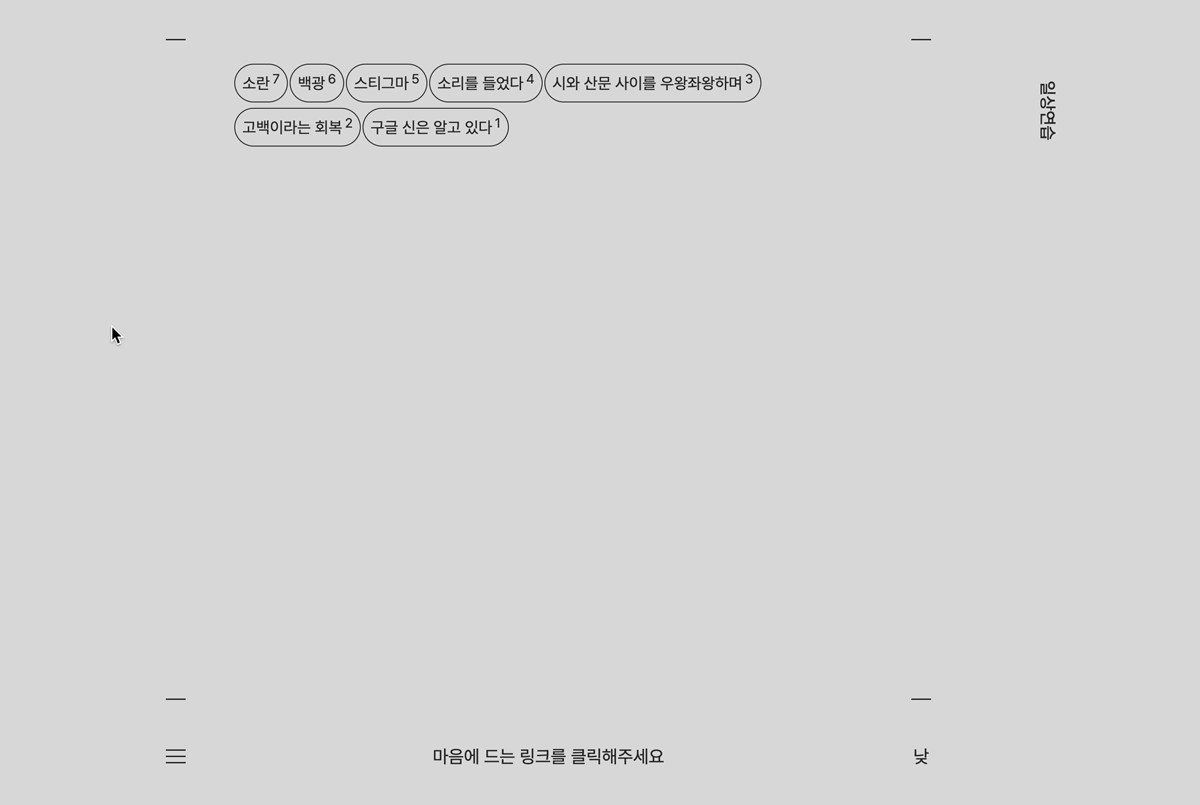 소란 7 백광 6 스티그마 5 소리를 들었다 4 시와 산문 사이를 우왕좌왕하며 3
고백이라는 회복 2 구글 신은 알고 있다 1
일상연습
마음에 드는 링크를 클릭해주세요
낮